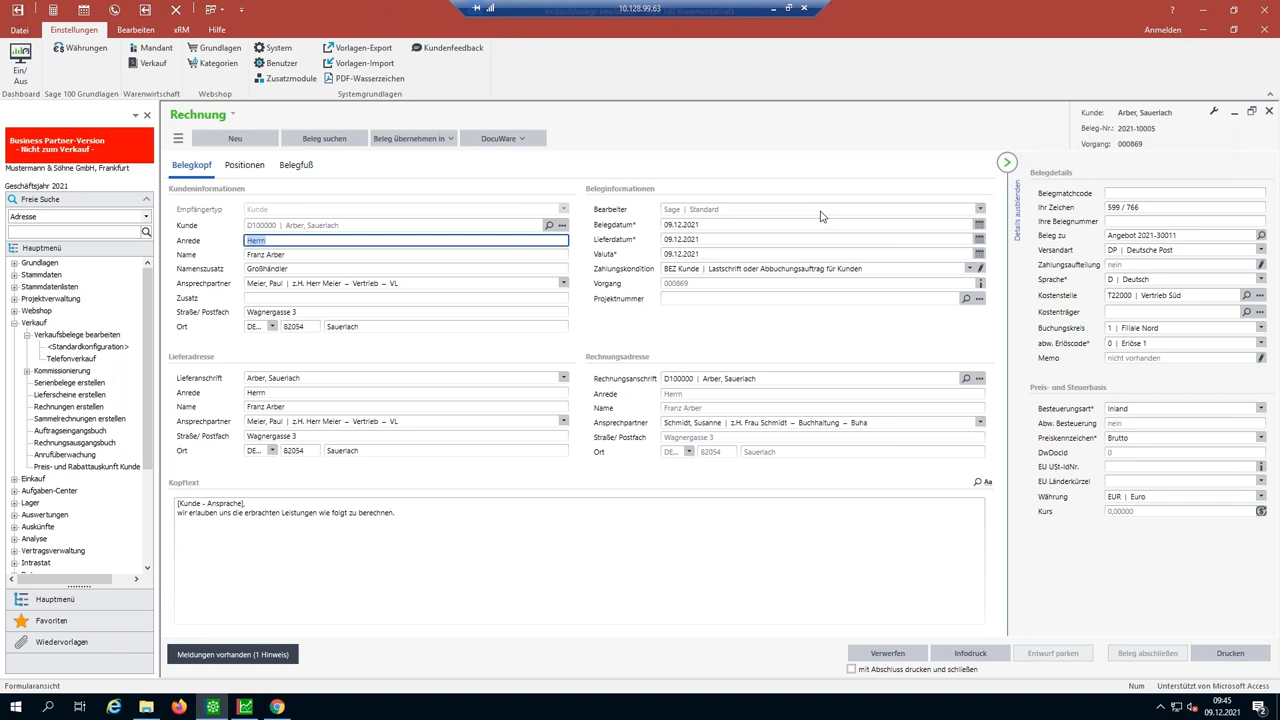 10.128.99.63
Datei
Einstellungen
Bearbeiten
xRM
Hilfe
Anmelden
Ein/
Aus
Währungen
Mandant
Verkauf
Grundlagen
Kategorien
System
Benutzer
Zusatzmodule
Vorlagen-Export
Vorlagen-Import
PDF-Wasserzeichen
Kundenfeedback
Dashboard
Sage 100 Grundlagen
Warenwirtschaft
Webshop
Systemgrundlagen
Business Partner-Version
- Nicht zum Verkauf -
Mustermann & Söhne GmbH, Frankfurt
Geschäftsjahr 2021
Freie Suche
Adresse
Hauptmenü
Grundlagen
Stammdaten
Stammdatenlisten
Projektverwaltung
Webshop
Verkauf
Verkaufsbelege bearbeiten
<Standardkonfiguration>
Telefonverkauf
Kommissionierung
Serienbelege erstellen
Lieferscheine erstellen
Rechnungen erstellen
Sammelrechnungen erstellen
Auftragseingangsbuch
Rechnungsausgangsbuch
Anrufüberwachung
Preis- und Rabattauskunft Kunde
Einkauf
Aufgaben-Center
Lager
Auswertungen
Auskünfte
Analyse
Vertragsverwaltung
Intrastat
Hauptmenü
Favoriten
Wiedervorlagen
Rechnung
Kunde: Arber, Sauerlach
Beleg-Nr.: 2021-10005
Vorgang: 000869
Neu
Beleg suchen
Beleg übernehmen in
DocuWare
Belegkopf
Positionen
Belegfuß
Kundeninformationen
Empfängertyp Kunde
Kunde D100000 | Arber, Sauerlach
Anrede Herrn
Name Franz Arber
Namenszusatz Großhändler
Ansprechpartner Meier, Paul | z.H. Herr Meier – Vertrieb – VL
Zusatz
Straße/ Postfach Wagnergasse 3
Ort DE... 82054 Sauerlach
Beleginformationen
Bearbeiter Sage | Standard
Belegdatum* 09.12.2021
Lieferdatum* 09.12.2021
Valuta* 09.12.2021
Zahlungskondition BEZ Kunde | Lastschrift oder Abbuchungsauftrag für Kunden
Vorgang 000869
Projektnummer
Lieferadresse
Lieferanschrift Arber, Sauerlach
Anrede Herrn
Name Franz Arber
Ansprechpartner Meier, Paul | z.H. Herr Meier – Vertrieb – VL
Straße/ Postfach Wagnergasse 3
Ort DE... 82054 Sauerlach
Rechnungsadresse
Rechnungsanschrift D100000 | Arber, Sauerlach
Anrede Herrn
Name Franz Arber
Ansprechpartner Schmidt, Susanne | z.H. Frau Schmidt – Buchhaltung – Buha
Straße/ Postfach Wagnergasse 3
Ort DE... 82054 Sauerlach
Kopftext
Aa
[Kunde - Ansprache],
wir erlauben uns die erbrachten Leistungen wie folgt zu berechnen.
Details ausblenden
Belegdetails
Belegmatchcode
Ihr Zeichen 599 / 766
Ihre Belegnummer
Beleg zu Angebot 2021-30011
Versandart DP | Deutsche Post
Zahlungsaufteilung nein
Sprache* D | Deutsch
Kostenstelle T22000 | Vertrieb Süd
Kostenträger
Buchungskreis 1 | Filiale Nord
abw. Erlöscode* 0 | Erlöse 1
Memo nicht vorhanden
Preis- und Steuerbasis
Besteuerungsart* Inland
Abw. Besteuerung nein
Preiskennzeichen* Brutto
DwDocId 0
EU USt-IdNr.
EU Länderkürzel
Währung EUR | Euro
Kurs 0,00000
Meldungen vorhanden (1 Hinweis)
Verwerfen
Infodruck
Entwurf parken
Beleg abschließen
Drucken
mit Abschluss drucken und schließen
Formularansicht
Num
Unterstützt von Microsoft Access
09:45
09.12.2021
2